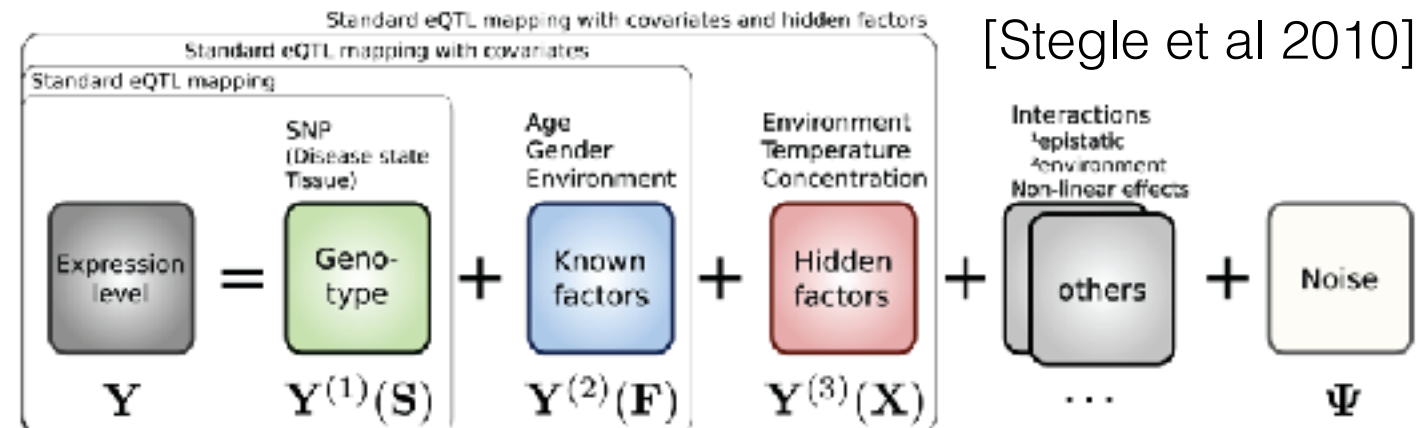 Standard eQTL mapping with covariates and hidden factors
[Stegle et al 2010]
Standard eQTL mapping with covariates
Standard eQTL mapping
SNP
(Disease state
Tissue)
Age
Gender
Environment
Environment
Temperature
Concentration
Interactions
¹epistatic
²environment
Non-linear effects
Expression
level
=
Geno-
type
+
Known
factors
+
Hidden
factors
+
others
+
Noise
Y
Y⁽¹⁾(S)
Y⁽²⁾(F)
Y⁽³⁾(X)
...
Ψ